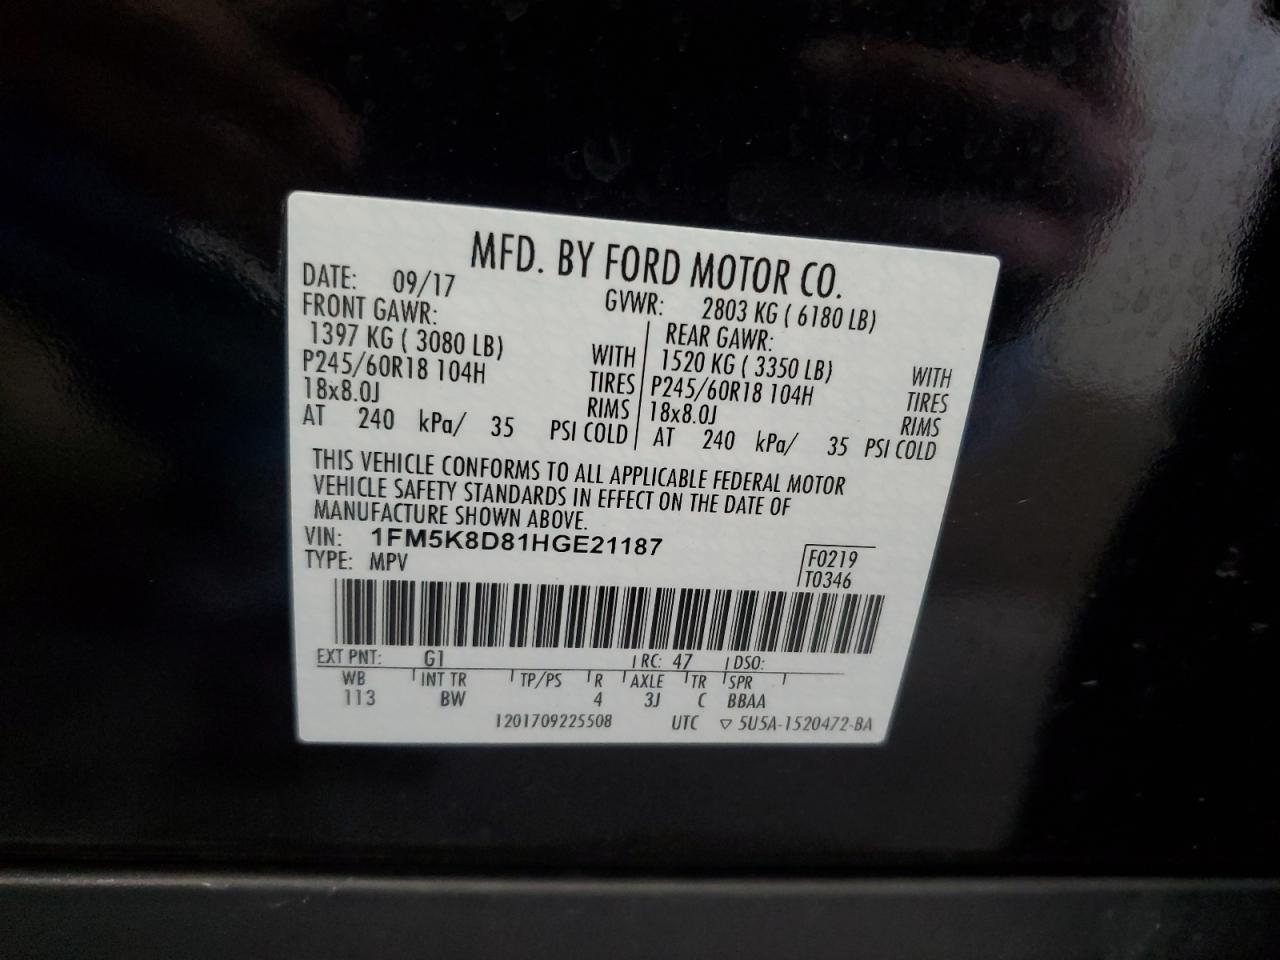 MFD. BY FORD MOTOR CO.
DATE: 09/17 GVWR: 2803 KG ( 6180 LB)
FRONT GAWR: REAR GAWR:
1397 KG ( 3080 LB) WITH 1520 KG ( 3350 LB) WITH
P245/60R18 104H TIRES P245/60R18 104H TIRES
18x8.0J RIMS 18x8.0J RIMS
AT 240 kPa/ 35 PSI COLD AT 240 kPa/ 35 PSI COLD
THIS VEHICLE CONFORMS TO ALL APPLICABLE FEDERAL MOTOR
VEHICLE SAFETY STANDARDS IN EFFECT ON THE DATE OF
MANUFACTURE SHOWN ABOVE.
VIN: 1FM5K8D81HGE21187 F0219
TYPE: MPV T0346
EXT PNT: G1 RC: 47 DSO:
WB INT TR TP/PS R AXLE TR SPR
113 BW 4 3J C BBAA
1201709225508 UTC ▽ 5U5A-1520472-BA